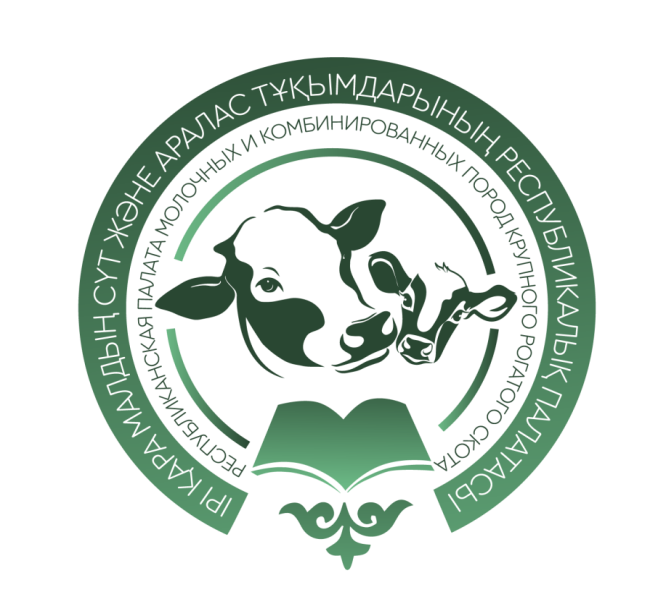 ІРІ ҚАРА МАЛДЫҢ СҮТ ЖӘНЕ АРАЛАС ТҰҚЫМДАРЫНЫҢ РЕСПУБЛИКАЛЫҚ ПАЛАТАСЫ
РЕСПУБЛИКАНСКАЯ ПАЛАТА МОЛОЧНЫХ И КОМБИНИРОВАННЫХ ПОРОД КРУПНОГО РОГАТОГО СКОТА